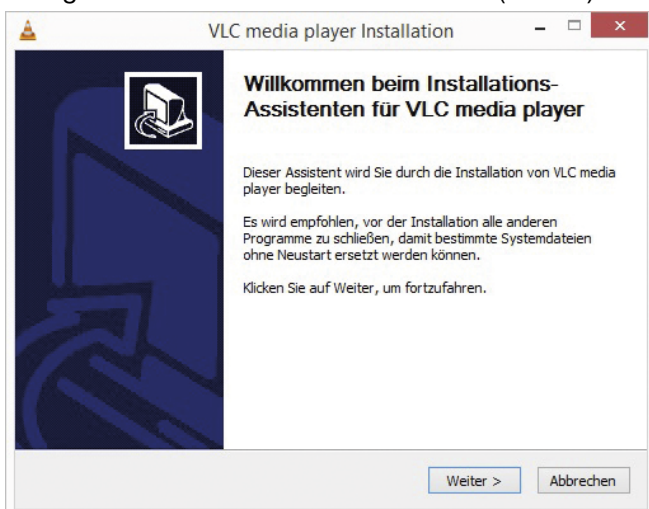 VLC media player Installation
Willkommen beim Installations-
Assistenten für VLC media player
Dieser Assistent wird Sie durch die Installation von VLC media
player begleiten.
Es wird empfohlen, vor der Installation alle anderen
Programme zu schließen, damit bestimmte Systemdateien
ohne Neustart ersetzt werden können.
Klicken Sie auf Weiter, um fortzufahren.
Weiter >
Abbrechen